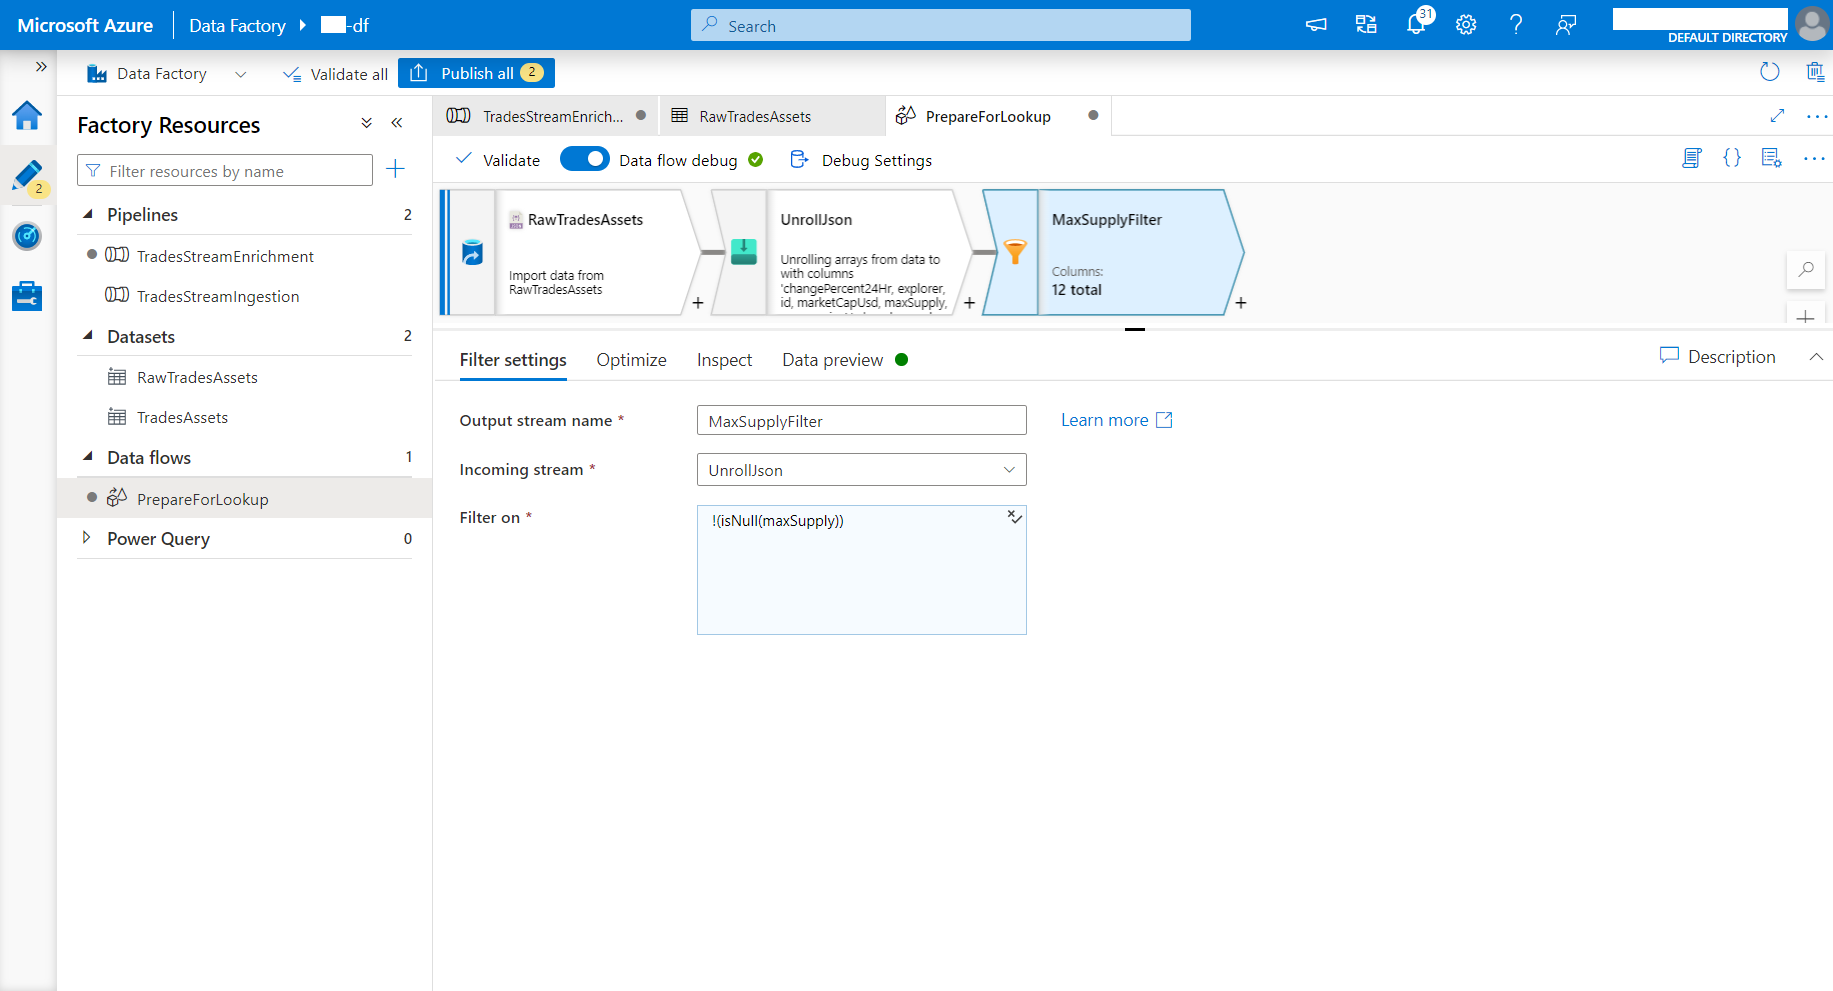 Microsoft Azure
Data Factory
-df
Search
31
DEFAULT DIRECTORY
Data Factory
Validate all
Publish all
2
2
Factory Resources
Filter resources by name
Pipelines 2
TradesStreamEnrichment
TradesStreamIngestion
Datasets 2
RawTradesAssets
TradesAssets
Data flows 1
PrepareForLookup
Power Query 0
TradesStreamEnrich...
RawTradesAssets
PrepareForLookup
Validate
Data flow debug
Debug Settings
RawTradesAssets
Import data from
RawTradesAssets
+
UnrollJson
Unrolling arrays from data to
with columns
'changePercent24Hr, explorer,
id, marketCapUsd, maxSupply,
+
MaxSupplyFilter
Columns:
12 total
+
Filter settings
Optimize
Inspect
Data preview
Description
Output stream name *
MaxSupplyFilter
Learn more
Incoming stream *
UnrollJson
Filter on *
!(isNull(maxSupply))